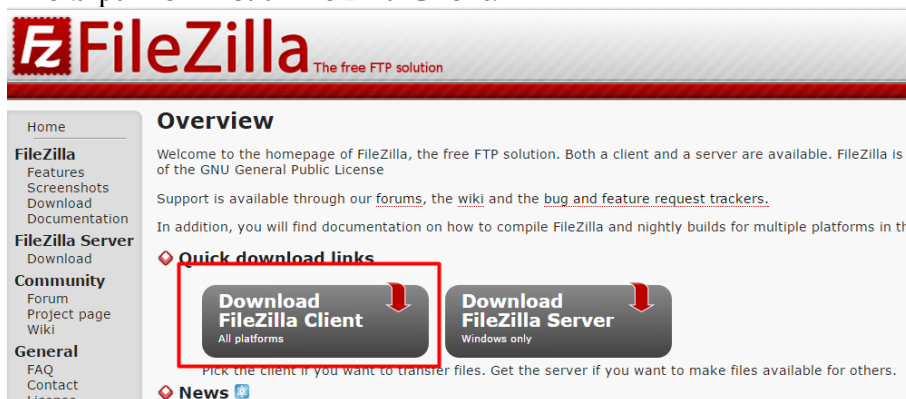 FileZilla The free FTP solution
Home
FileZilla
Features
Screenshots
Download
Documentation
FileZilla Server
Download
Community
Forum
Project page
Wiki
General
FAQ
Contact
Overview
Welcome to the homepage of FileZilla, the free FTP solution. Both a client and a server are available. FileZilla is
of the GNU General Public License
Support is available through our forums, the wiki and the bug and feature request trackers.
In addition, you will find documentation on how to compile FileZilla and nightly builds for multiple platforms in th
Quick download links
Download
FileZilla Client
All platforms
Download
FileZilla Server
Windows only
Pick the client if you want to transfer files. Get the server if you want to make files available for others.
News